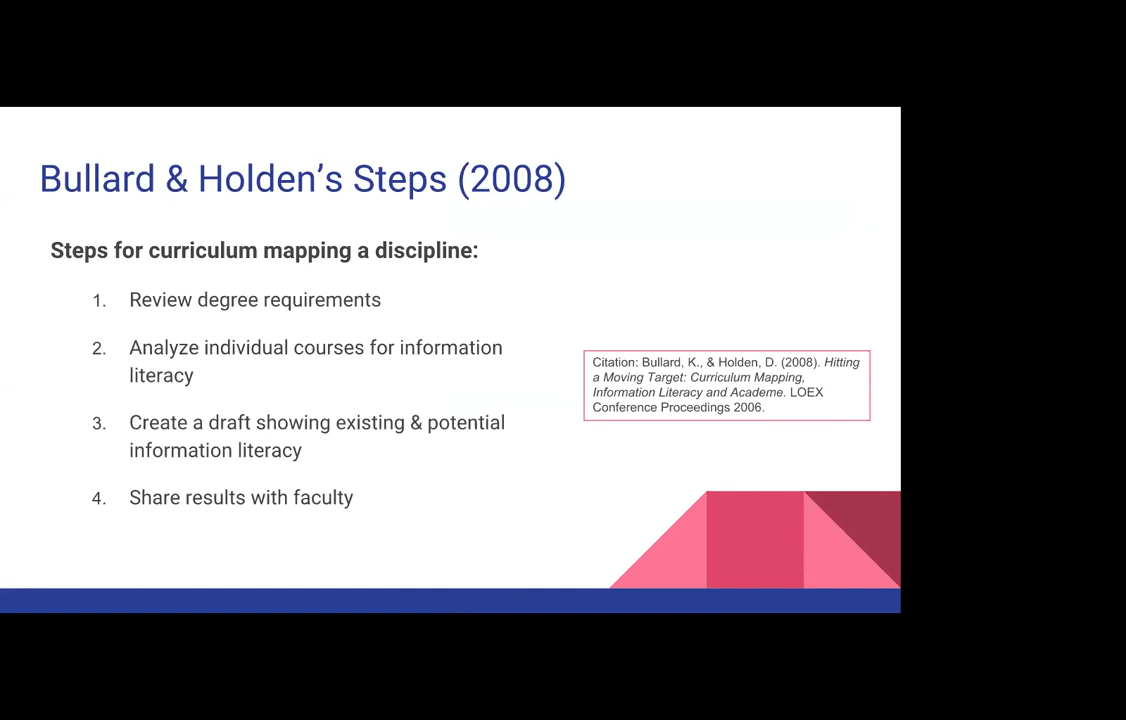 Bullard & Holden’s Steps (2008)
Steps for curriculum mapping a discipline:
1. Review degree requirements
2. Analyze individual courses for information
literacy
3. Create a draft showing existing & potential
information literacy
4. Share results with faculty
Citation: Bullard, K., & Holden, D. (2008). Hitting
a Moving Target: Curriculum Mapping,
Information Literacy and Academe. LOEX
Conference Proceedings 2006.